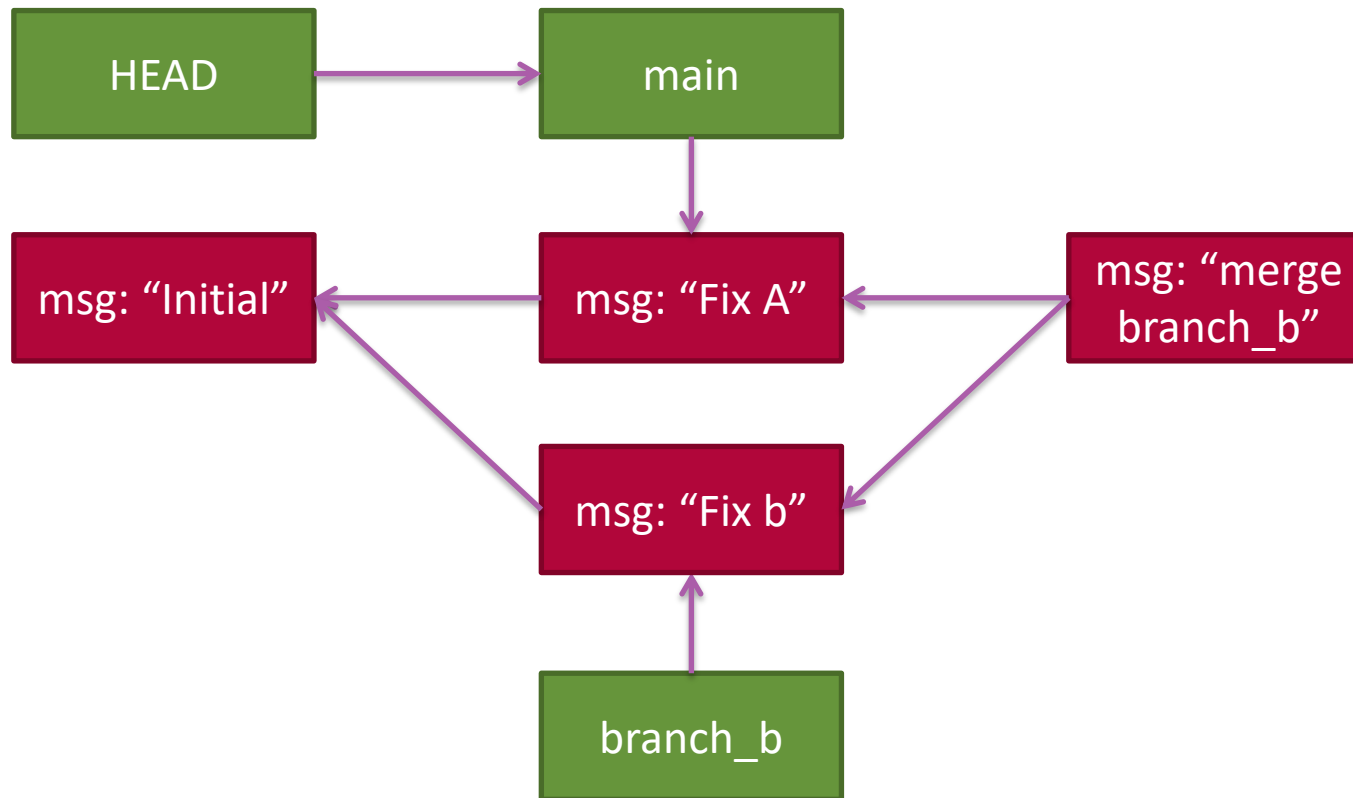 HEAD
main
msg: “Initial”
msg: “Fix A”
msg: “merge
branch_b”
msg: “Fix b”
branch_b